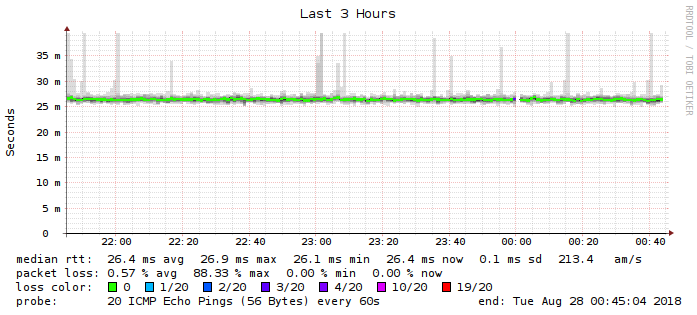 Last 3 Hours
RRDTOOL / TOBI OETIKER
Seconds
35 m
30 m
25 m
20 m
15 m
10 m
5 m
0
22:00 22:20 22:40 23:00 23:20 23:40 00:00 00:20 00:40
median rtt: 26.4 ms avg 26.9 ms max 26.1 ms min 26.4 ms now 0.1 ms sd 213.4 am/s
packet loss: 0.57 % avg 88.33 % max 0.00 % min 0.00 % now
loss color: 0 1/20 2/20 3/20 4/20 10/20 19/20
probe: 20 ICMP Echo Pings (56 Bytes) every 60s end: Tue Aug 28 00:45:04 2018